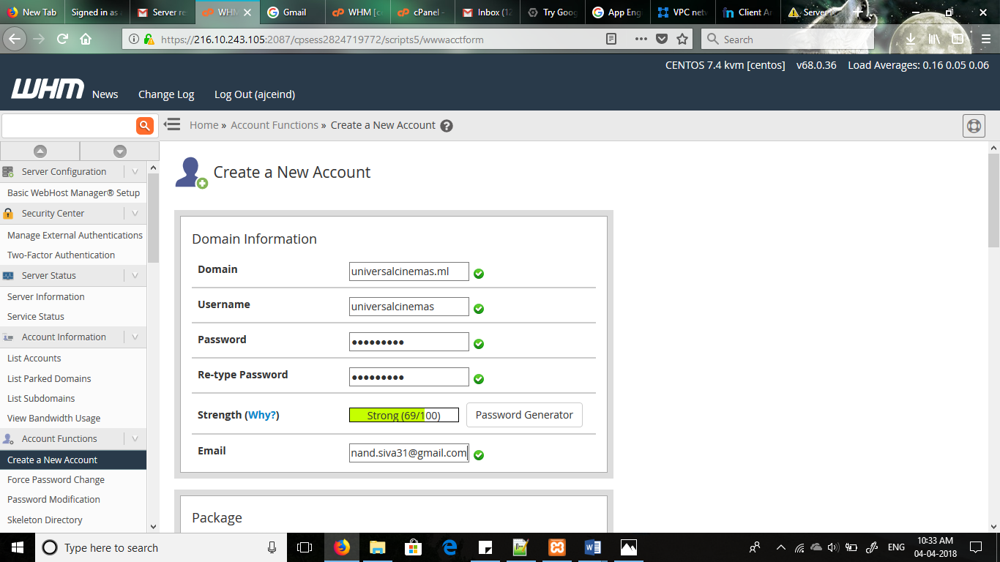 New Tab
Signed in as
Server re
WHM
Gmail
WHM [c
cPanel -
Inbox (12
Try Goog
App Eng
VPC netw
Client Ar
Server
https://216.10.243.105:2087/cpsess2824719772/scripts5/wwwacctform
Search
CENTOS 7.4 kvm [centos] v68.0.36 Load Averages: 0.16 0.05 0.06
WHM News Change Log Log Out (ajceind)
Home » Account Functions » Create a New Account
Server Configuration
Basic WebHost Manager® Setup
Security Center
Manage External Authentications
Two-Factor Authentication
Server Status
Server Information
Service Status
Account Information
List Accounts
List Parked Domains
List Subdomains
View Bandwidth Usage
Account Functions
Create a New Account
Force Password Change
Password Modification
Skeleton Directory
Create a New Account
Domain Information
Domain universalcinemas.ml
Username universalcinemas
Password •••••••••
Re-type Password •••••••••
Strength (Why?) Strong (69/100) Password Generator
Email nand.siva31@gmail.com
Package
Type here to search
ENG
10:33 AM
04-04-2018